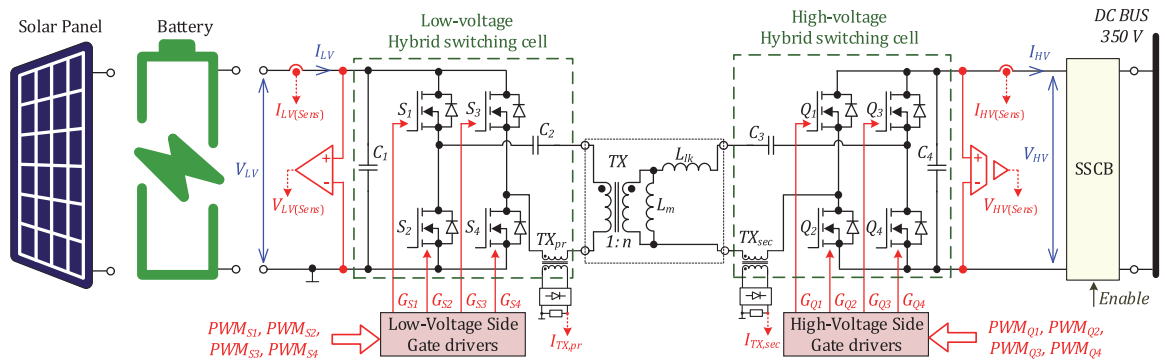 Solar Panel
Battery
Low-voltage
Hybrid switching cell
High-voltage
Hybrid switching cell
DC BUS
350 V
I_LV
I_LV(Sens)
V_LV
V_LV(Sens)
+
-
C_1
S_1
S_3
S_2
S_4
C_2
TX_pr
TX
1:n
L_lk
L_m
C_3
TX_sec
Q_1
Q_3
Q_2
Q_4
C_4
+
-
I_HV
I_HV(Sens)
V_HV
V_HV(Sens)
SSCB
Enable
G_S1 G_S2 G_S3 G_S4
Low-Voltage Side
Gate drivers
PWM_S1, PWM_S2,
PWM_S3, PWM_S4
I_TX,pr
I_TX,sec
G_Q1 G_Q2 G_Q3 G_Q4
High-Voltage Side
Gate drivers
PWM_Q1, PWM_Q2,
PWM_Q3, PWM_Q4